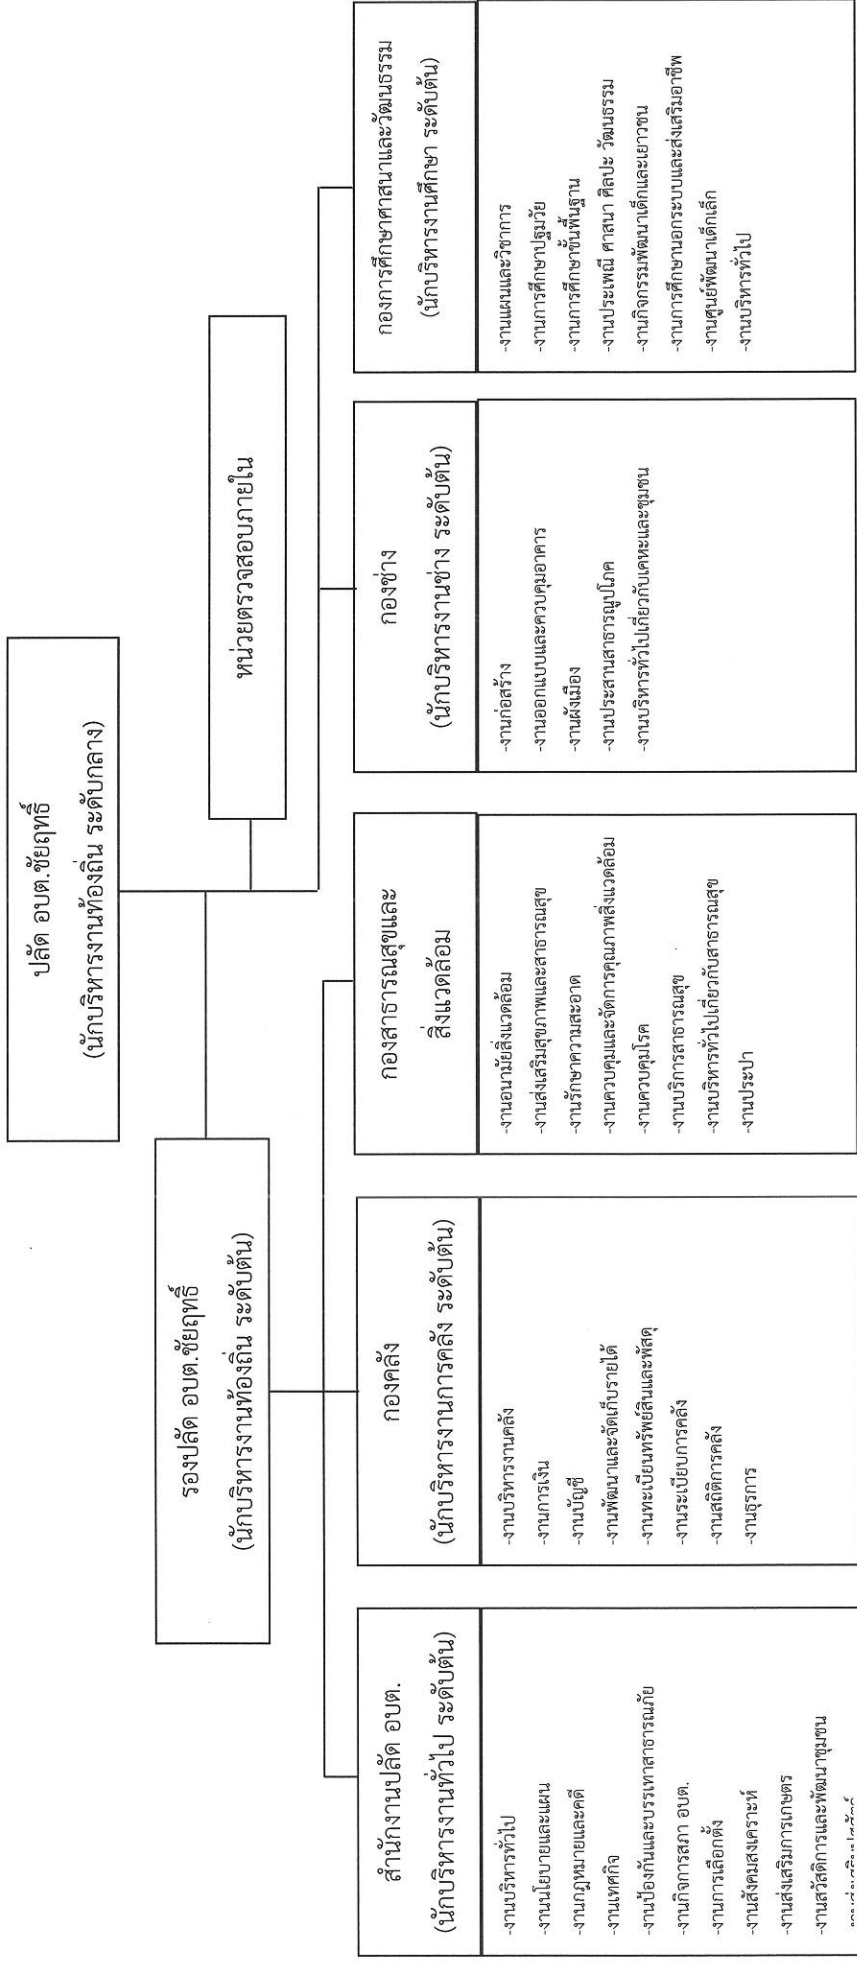 ปลัด อบต.ชัยฤทธิ์
(นักบริหารงานท้องถิ่น ระดับกลาง)
รองปลัด อบต.ชัยฤทธิ์
(นักบริหารงานท้องถิ่น ระดับต้น)
หน่วยตรวจสอบภายใน
สำนักงานปลัด อบต.
(นักบริหารงานทั่วไป ระดับต้น)
-งานบริหารทั่วไป
-งานนโยบายและแผน
-งานกฎหมายและคดี
-งานเทศกิจ
-งานป้องกันและบรรเทาสาธารณภัย
-งานกิจการสภา อบต.
-งานการเลือกตั้ง
-งานสังคมสงเคราะห์
-งานส่งเสริมการเกษตร
-งานสวัสดิการและพัฒนาชุมชน
กองคลัง
(นักบริหารงานการคลัง ระดับต้น)
-งานบริหารงานคลัง
-งานการเงิน
-งานบัญชี
-งานพัฒนาและจัดเก็บรายได้
-งานทะเบียนทรัพย์สินและพัสดุ
-งานระเบียบการคลัง
-งานสถิติการคลัง
-งานธุรการ
กองสาธารณสุขและ
สิ่งแวดล้อม
-งานอนามัยสิ่งแวดล้อม
-งานส่งเสริมสุขภาพและสาธารณสุข
-งานรักษาความสะอาด
-งานควบคุมและจัดการคุณภาพสิ่งแวดล้อม
-งานควบคุมโรค
-งานบริการสาธารณสุข
-งานบริหารทั่วไปเกี่ยวกับสาธารณสุข
-งานประปา
กองช่าง
(นักบริหารงานช่าง ระดับต้น)
-งานก่อสร้าง
-งานออกแบบและควบคุมอาคาร
-งานผังเมือง
-งานประสานสาธารณูปโภค
-งานบริหารทั่วไปเกี่ยวกับเคหะและชุมชน
กองการศึกษาศาสนาและวัฒนธรรม
(นักบริหารงานศึกษา ระดับต้น)
-งานแผนและวิชาการ
-งานการศึกษาปฐมวัย
-งานการศึกษาขั้นพื้นฐาน
-งานประเพณี ศาสนา ศิลปะ วัฒนธรรม
-งานกิจกรรมพัฒนาเด็กและเยาวชน
-งานการศึกษานอกระบบและส่งเสริมอาชีพ
-งานศูนย์พัฒนาเด็กเล็ก
-งานบริหารทั่วไป